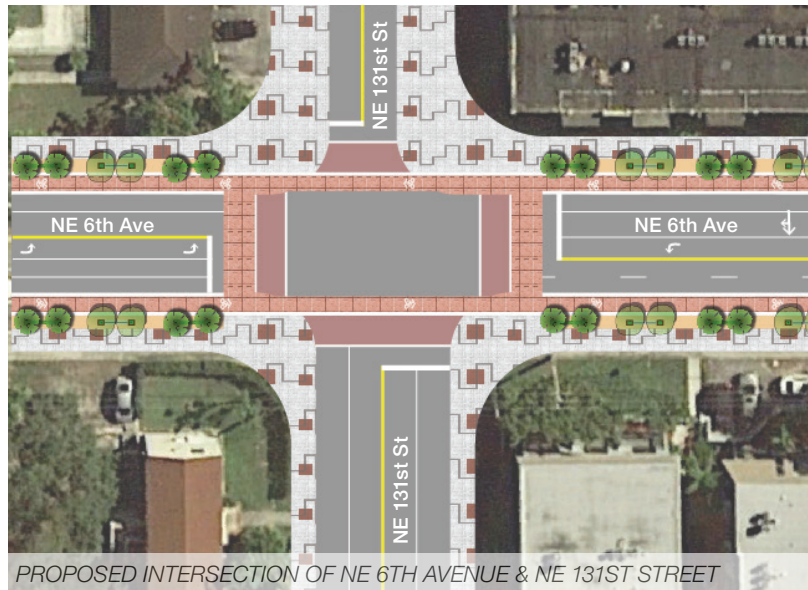 NE 131st St
NE 6th Ave
NE 6th Ave
NE 131st St
PROPOSED INTERSECTION OF NE 6TH AVENUE & NE 131ST STREET